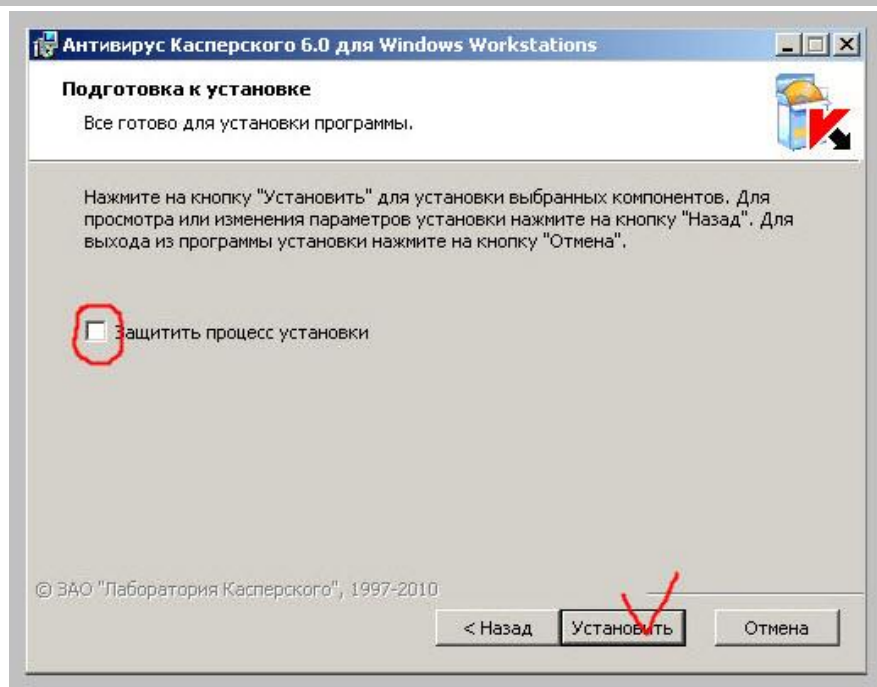 Антивирус Касперского 6.0 для Windows Workstations
Подготовка к установке
Все готово для установки программы.
Нажмите на кнопку "Установить" для установки выбранных компонентов. Для
просмотра или изменения параметров установки нажмите на кнопку "Назад". Для
выхода из программы установки нажмите на кнопку "Отмена".
Защитить процесс установки
© ЗАО "Лаборатория Касперского", 1997-2010
< Назад Установить Отмена